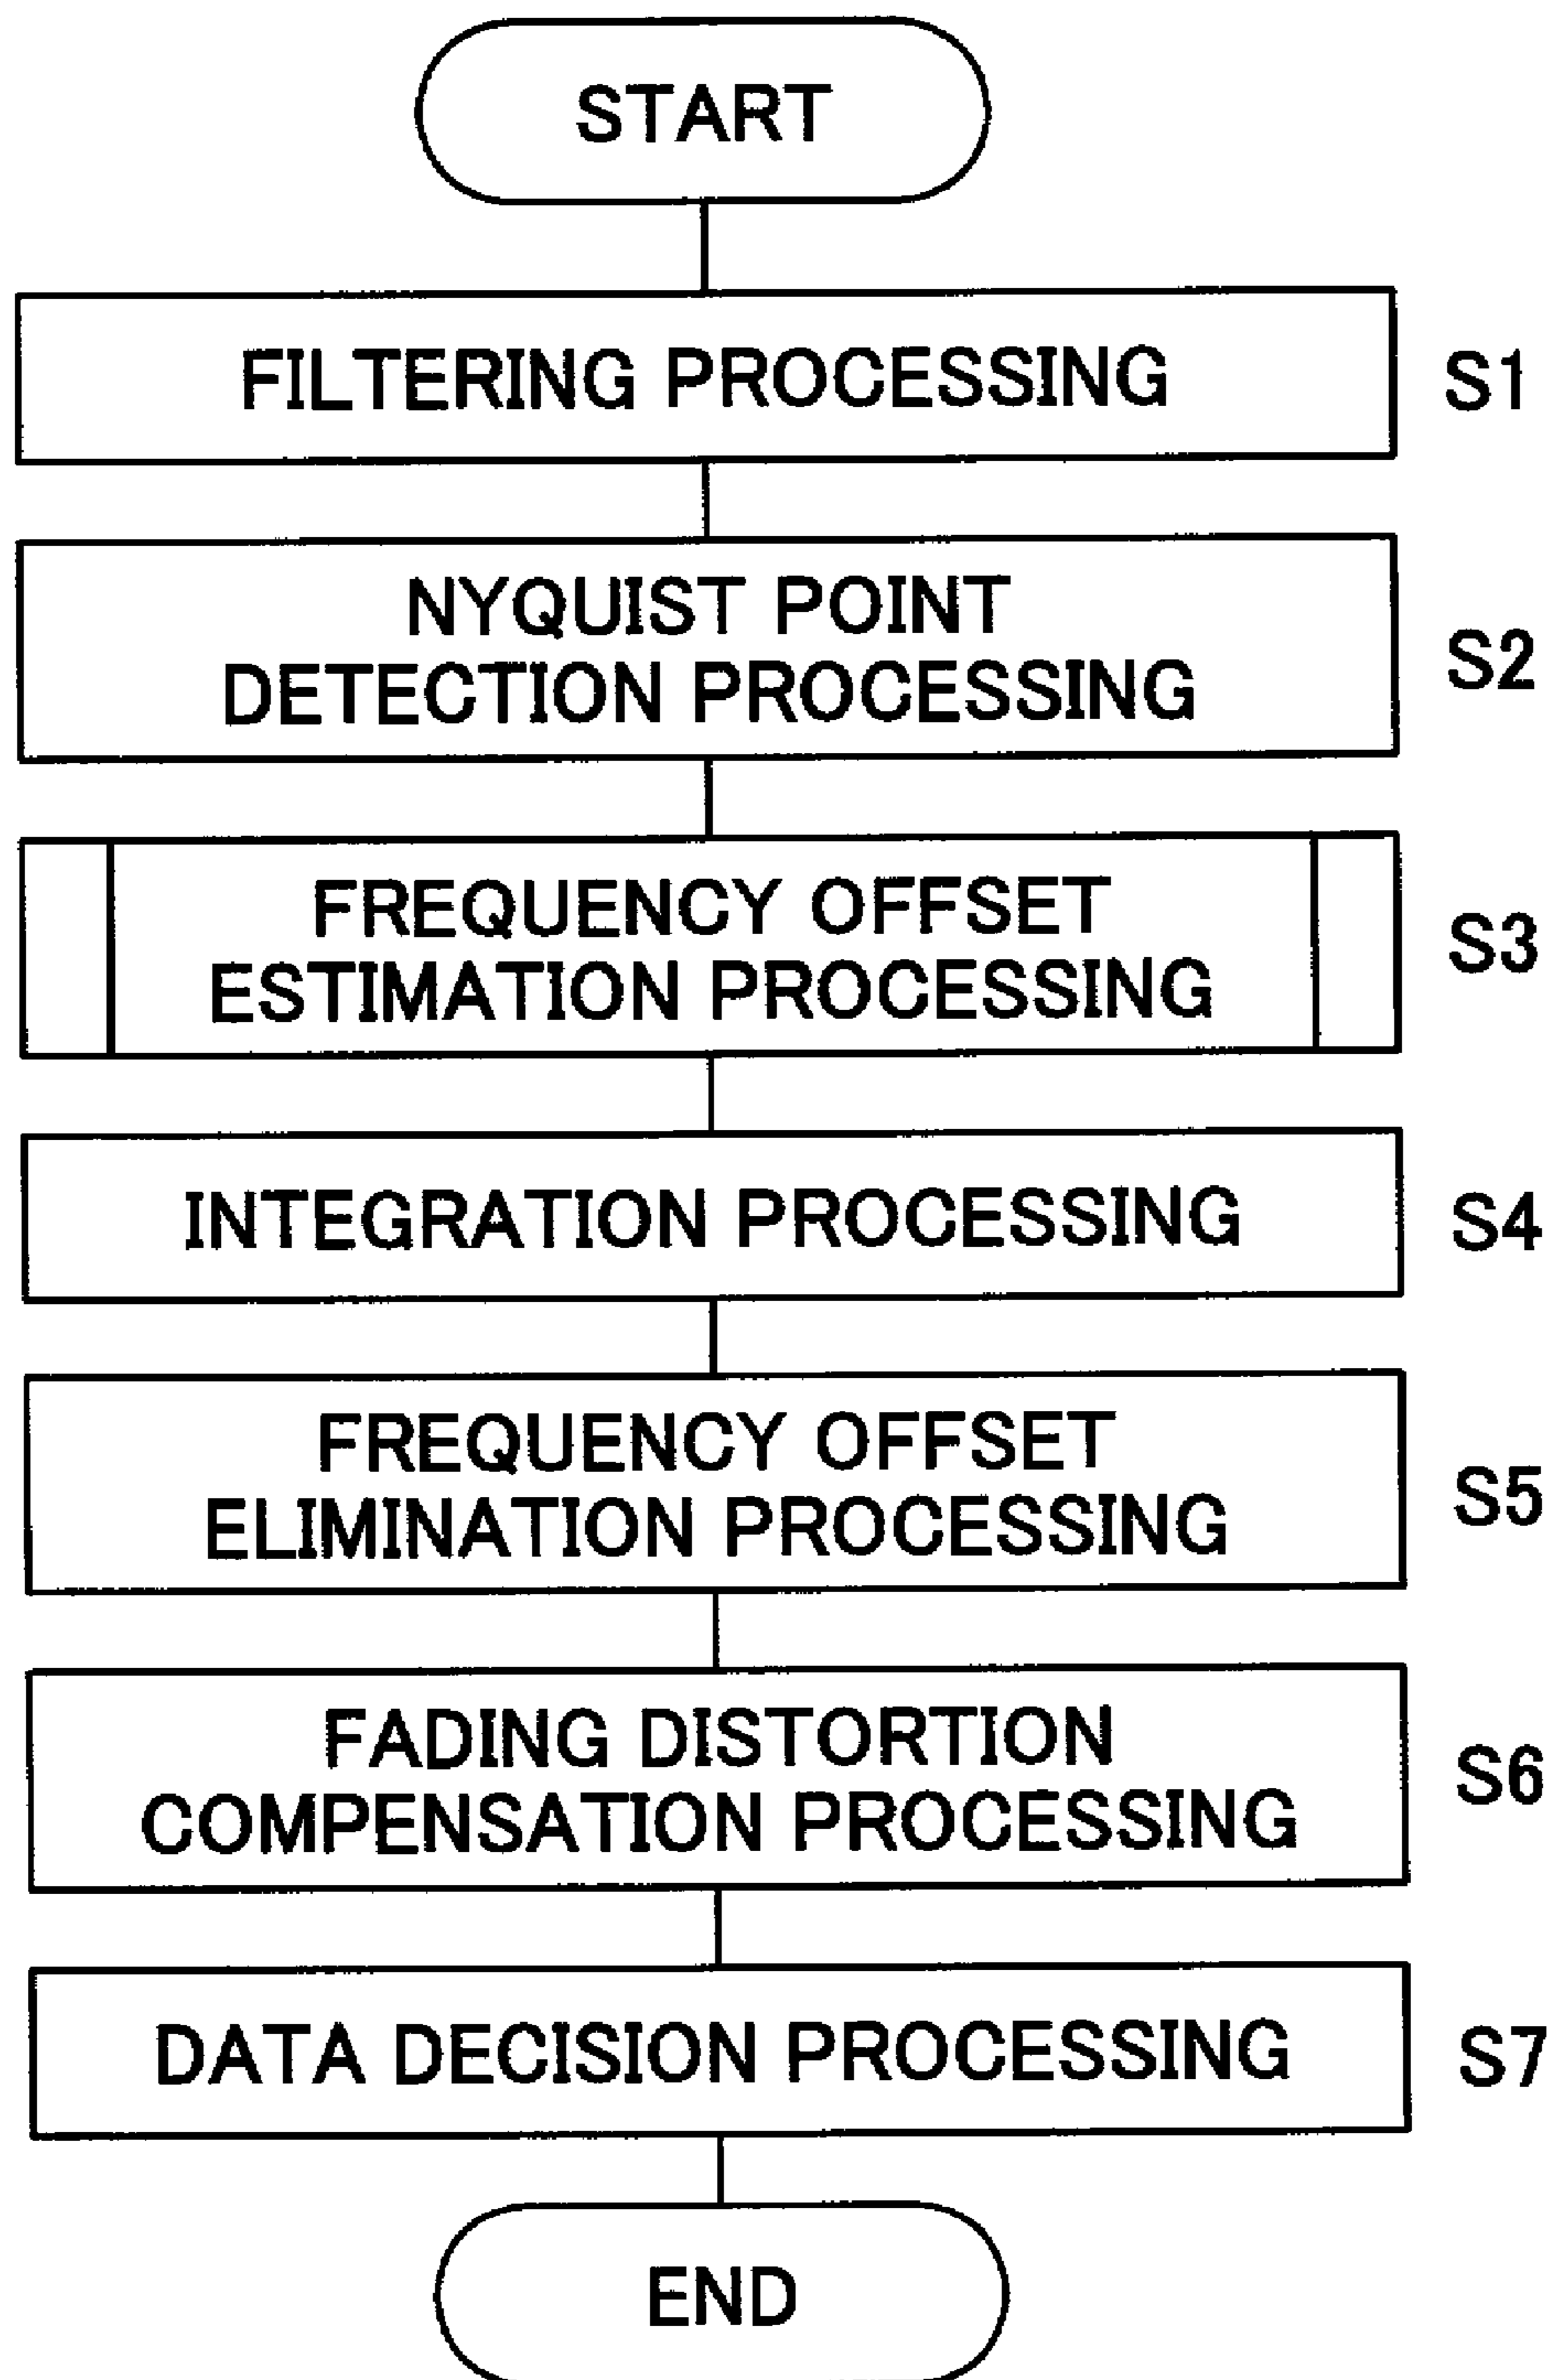 START
FILTERING PROCESSING
S1
NYQUIST POINT
DETECTION PROCESSING
S2
FREQUENCY OFFSET
ESTIMATION PROCESSING
S3
INTEGRATION PROCESSING
S4
FREQUENCY OFFSET
ELIMINATION PROCESSING
S5
FADING DISTORTION
COMPENSATION PROCESSING
S6
DATA DECISION PROCESSING
S7
END